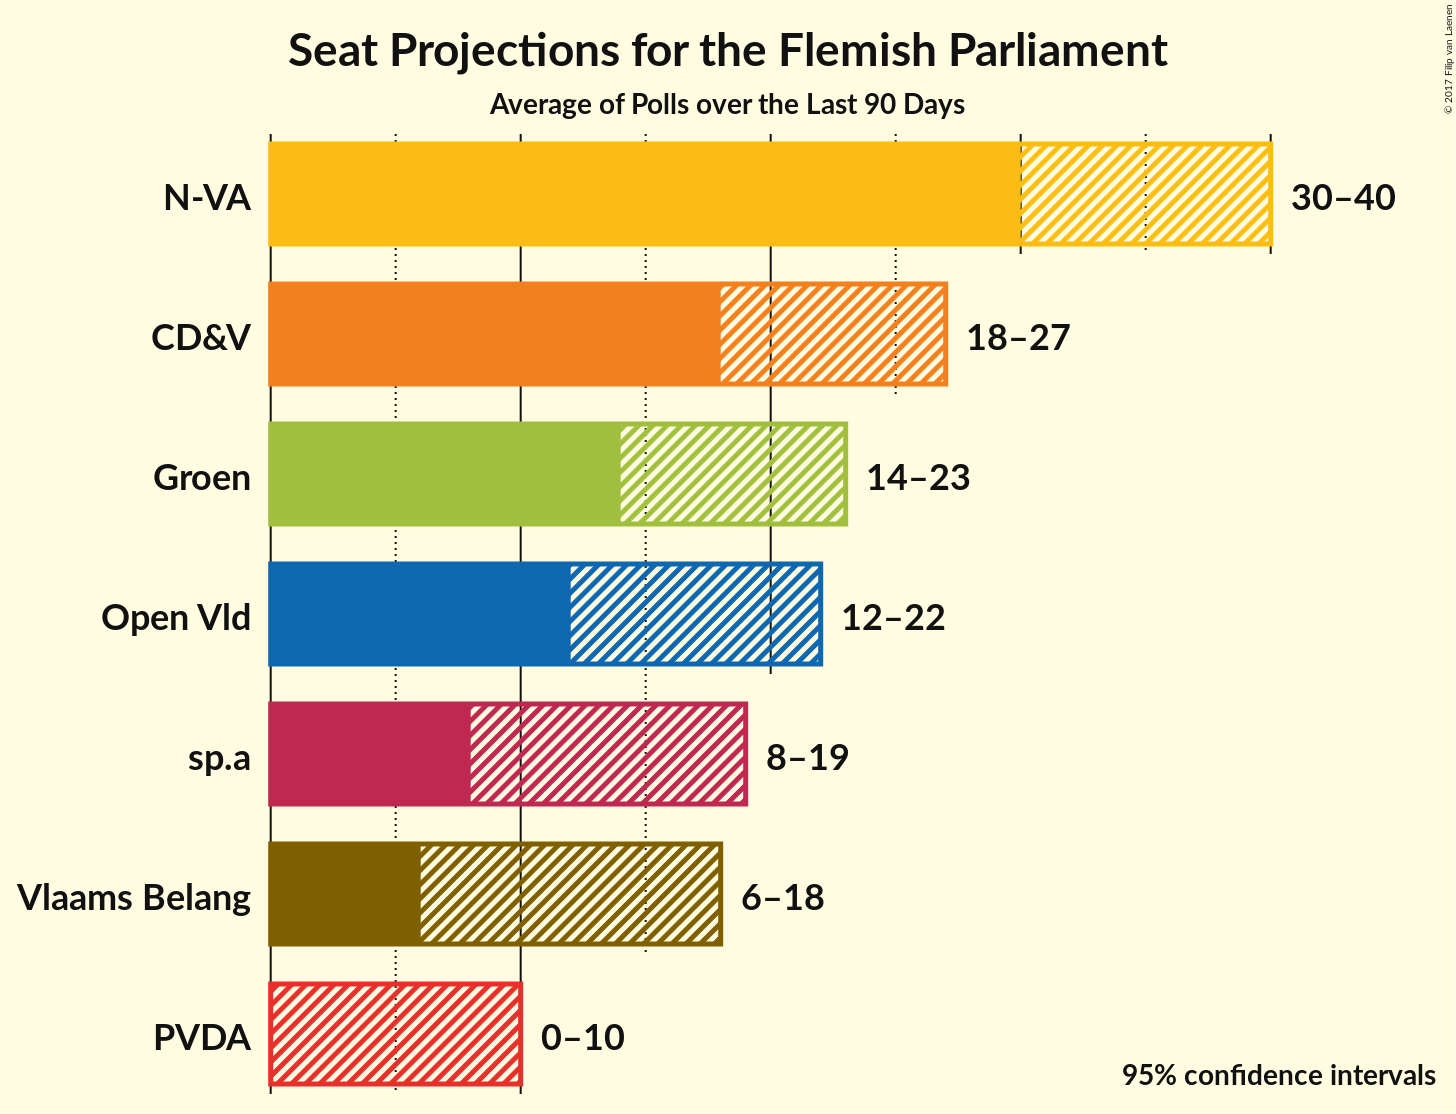 Seat Projections for the Flemish Parliament
Average of Polls over the Last 90 Days
© 2017 Filip van Laenen
N-VA 30–40
CD&V 18–27
Groen 14–23
Open Vld 12–22
sp.a 8–19
Vlaams Belang 6–18
PVDA 0–10
95% confidence intervals